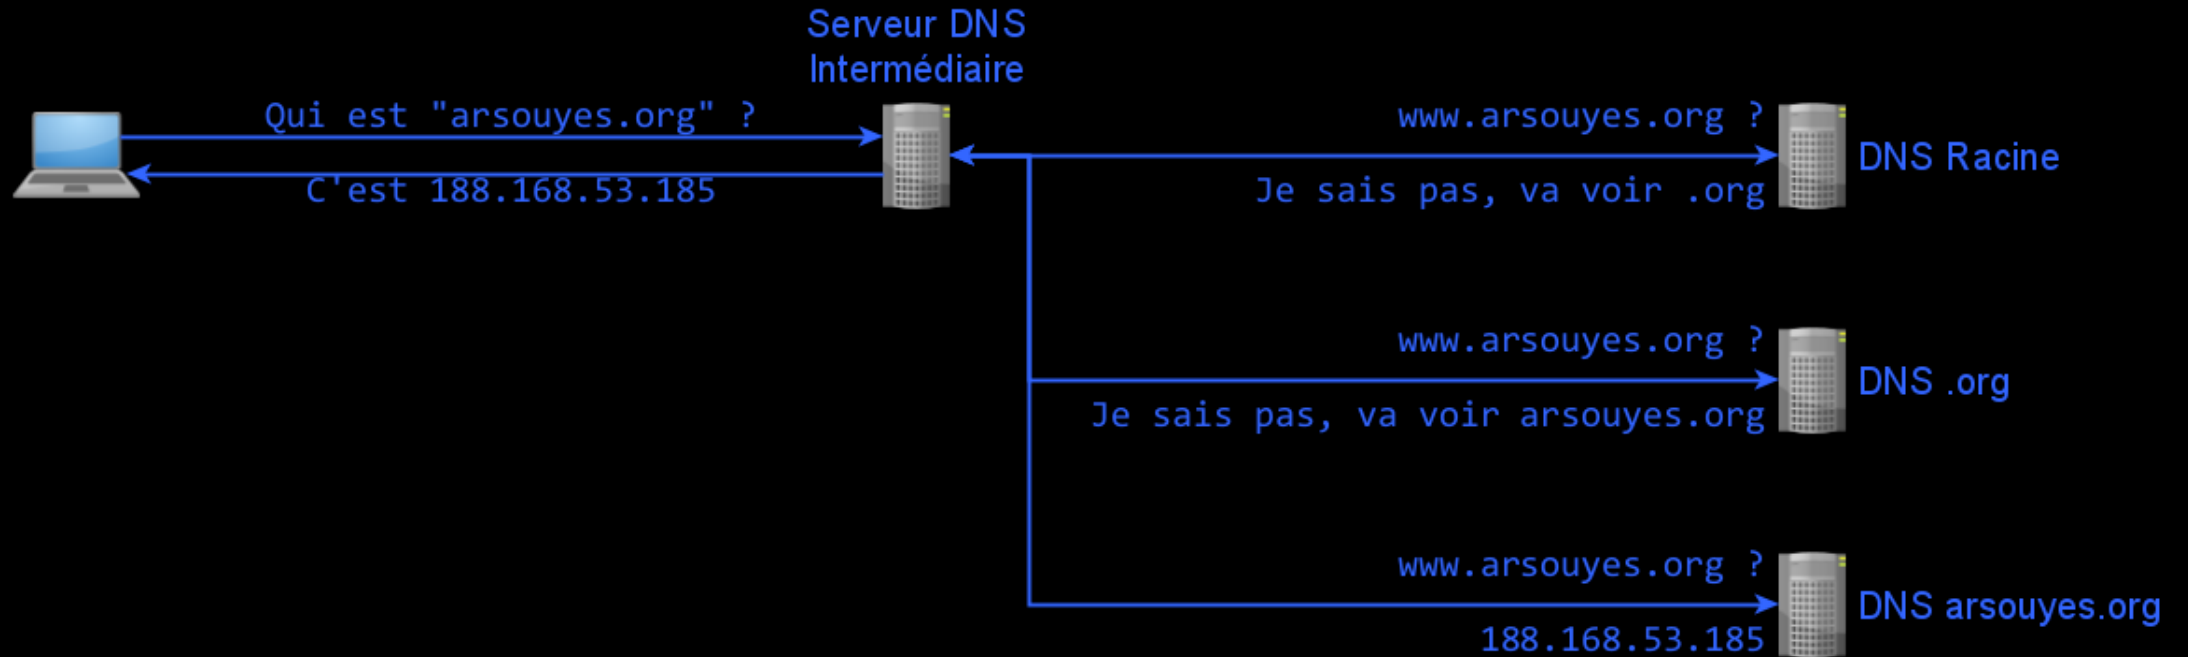 Serveur DNS
Intermédiaire
Qui est "arsouyes.org" ?
C'est 188.168.53.185
www.arsouyes.org ?
Je sais pas, va voir .org
DNS Racine
www.arsouyes.org ?
Je sais pas, va voir arsouyes.org
DNS .org
www.arsouyes.org ?
188.168.53.185
DNS arsouyes.org